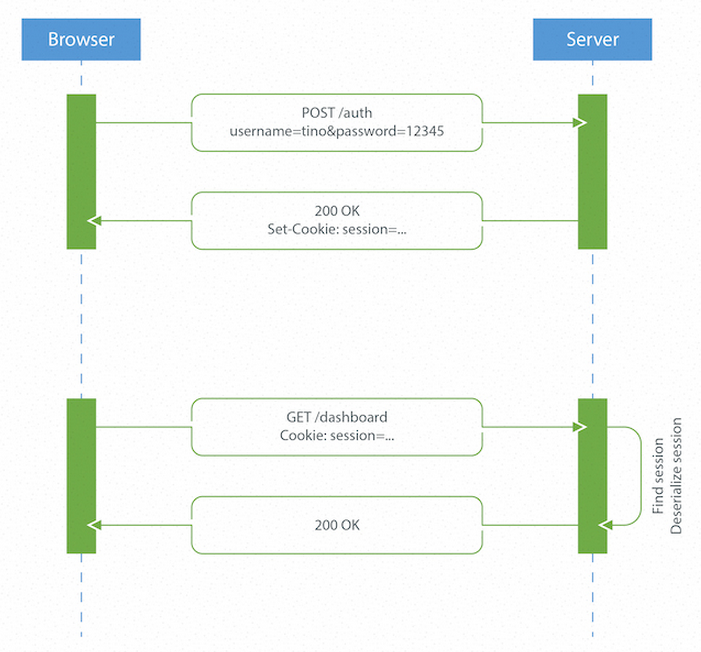 Browser
Server
POST /auth
username=tino&password=12345
200 OK
Set-Cookie: session=...
GET /dashboard
Cookie: session=...
Find session
Deserialize session
200 OK